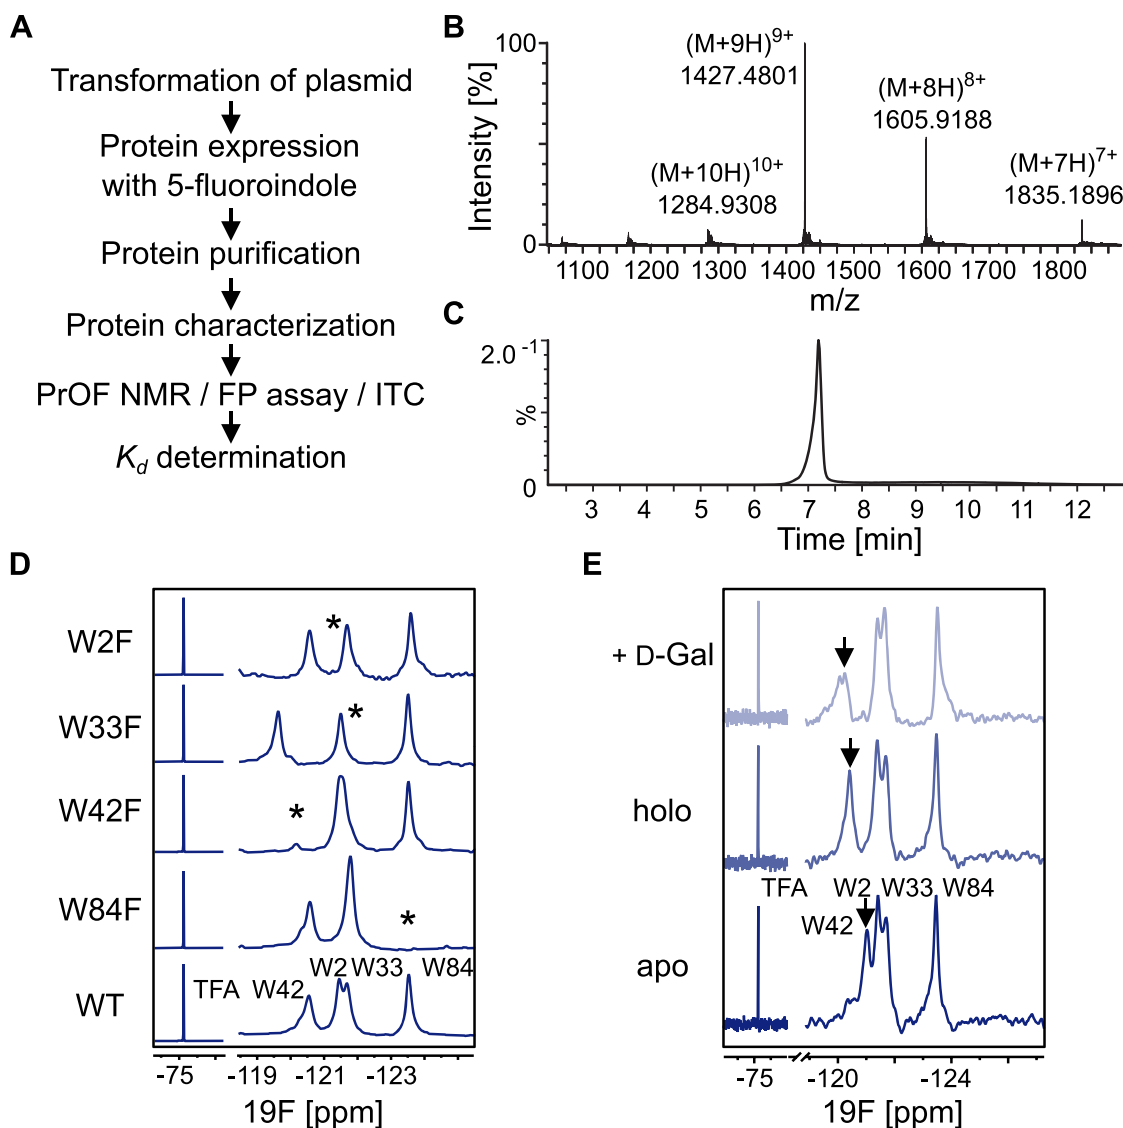 A
Transformation of plasmid
Protein expression
with 5-fluoroindole
Protein purification
Protein characterization
PrOF NMR / FP assay / ITC
Kd determination
B
Intensity [%]
100
0
(M+9H)9+
1427.4801
(M+8H)8+
1605.9188
(M+10H)10+
1284.9308
(M+7H)7+
1835.1896
1100 1200 1300 1400 1500 1600 1700 1800
m/z
C
2.0 -1
%
0
3 4 5 6 7 8 9 10 11 12
Time [min]
D
W2F
*
W33F
*
W42F
*
W84F
*
WT
TFA W42 W2 W33 W84
-75 -119 -121 -123
19F [ppm]
E
+ D-Gal
holo
TFA W2 W33 W84
W42
apo
-75 -120 -124
19F [ppm]